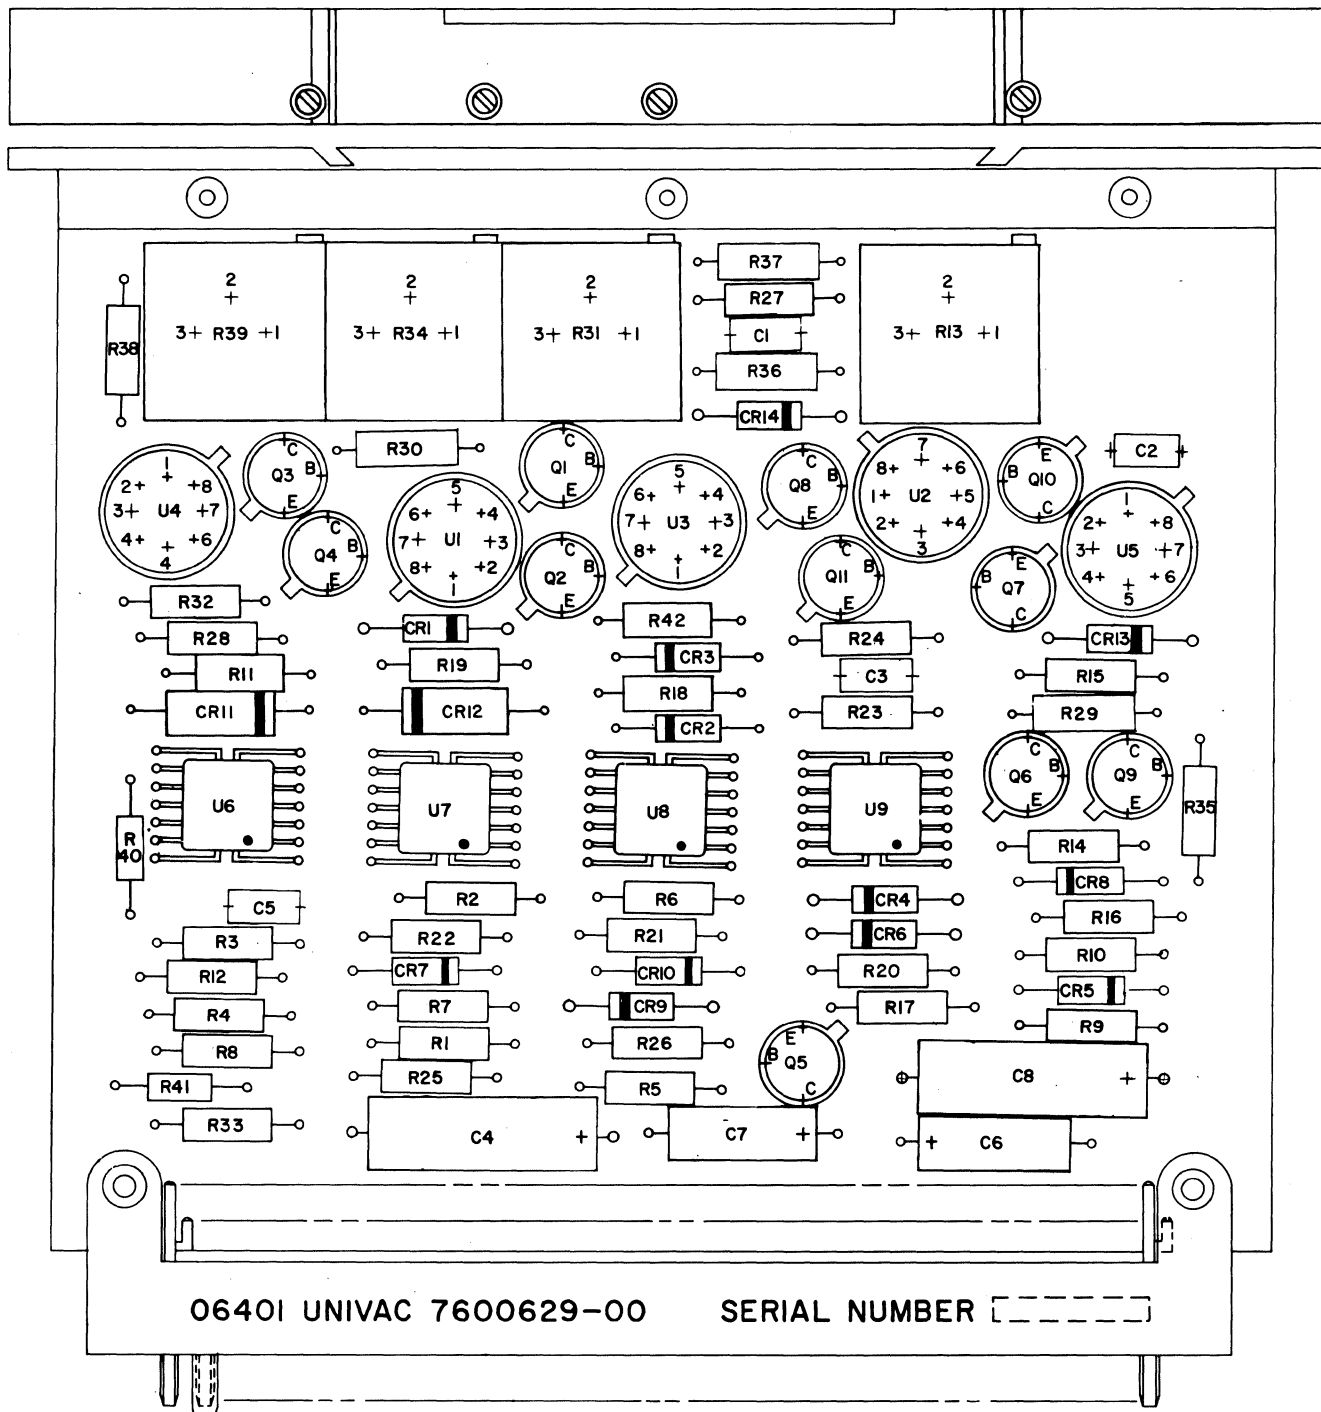 2 2 2 2
3+ R39 +1 3+ R34 +1 3+ R31 +1 3+ R13 +1
R38
R37
R27
C1
R36
CR14
R30
C2
1 2+ +8 3+ U4 +7 4+ +6 4
C Q3 B E
C Q4 B E
5 6+ +4 7+ U1 +3 8+ +2 1
C Q1 B E
C Q2 B E
5 6+ +4 7+ U3 +3 8+ +2 1
C Q8 B E
C Q11 B E
7 8+ +6 1+ U2 +5 2+ +4 3
E B Q10 C
E B Q7 C
1 2+ +8 3+ U5 +7 4+ +6 5
R32
R28
R11
CR11
CR1
R19
CR12
R42
CR3
R18
CR2
R24
C3
R23
CR13
R15
R29
U6
U7
U8
U9
C Q6 B E
C Q9 B E
R35
R
40
R14
CR8
R16
R10
CR5
R9
C5
R3
R12
R4
R8
R41
R33
R2
R22
CR7
R7
R1
R25
C4 +
R6
R21
CR10
CR9
R26
R5
C7 +
CR4
CR6
R20
R17
E B Q5 C
C8 +
+ C6
06401 UNIVAC 7600629-00 SERIAL NUMBER